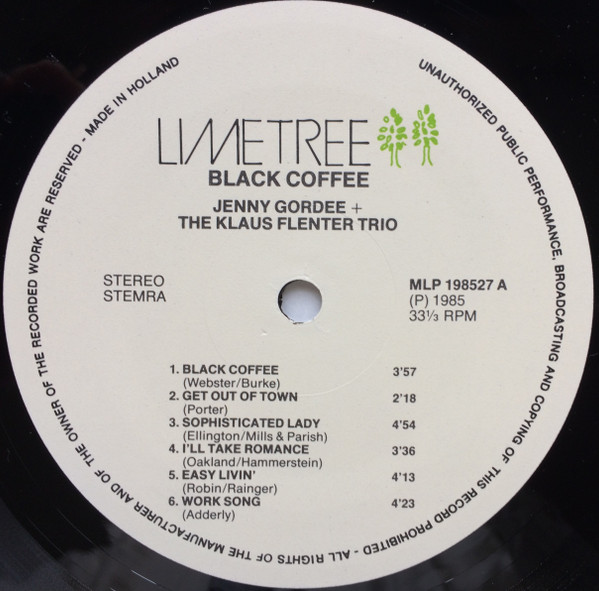 UNAUTHORIZED PUBLIC PERFORMANCE, BROADCASTING AND COPYING OF THIS RECORD PROHIBITED - ALL RIGHTS OF THE MANUFACTURER AND OF THE OWNER OF THE RECORDED WORK ARE RESERVED - MADE IN HOLLAND
LIMETREE
BLACK COFFEE
JENNY GORDEE +
THE KLAUS FLENTER TRIO
STEREO
STEMRA
MLP 198527 A
(P) 1985
33⅓ RPM
1. BLACK COFFEE 3'57
(Webster/Burke)
2. GET OUT OF TOWN 2'18
(Porter)
3. SOPHISTICATED LADY 4'54
(Ellington/Mills & Parish)
4. I'LL TAKE ROMANCE 3'36
(Oakland/Hammerstein)
5. EASY LIVIN' 4'13
(Robin/Rainger)
6. WORK SONG 4'23
(Adderly)